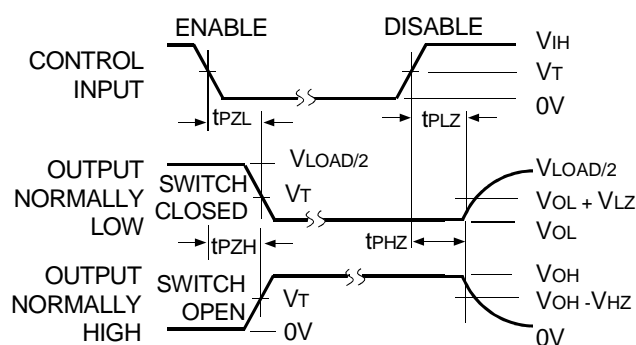 ENABLE DISABLE
CONTROL INPUT
VIH
VT
0V
tPZL tPLZ
OUTPUT NORMALLY LOW
SWITCH CLOSED
VLOAD/2
VT
VLOAD/2
VOL + VLZ
VOL
tPZH tPHZ
OUTPUT NORMALLY HIGH
SWITCH OPEN
VT
0V
VOH
VOH -VHZ
0V